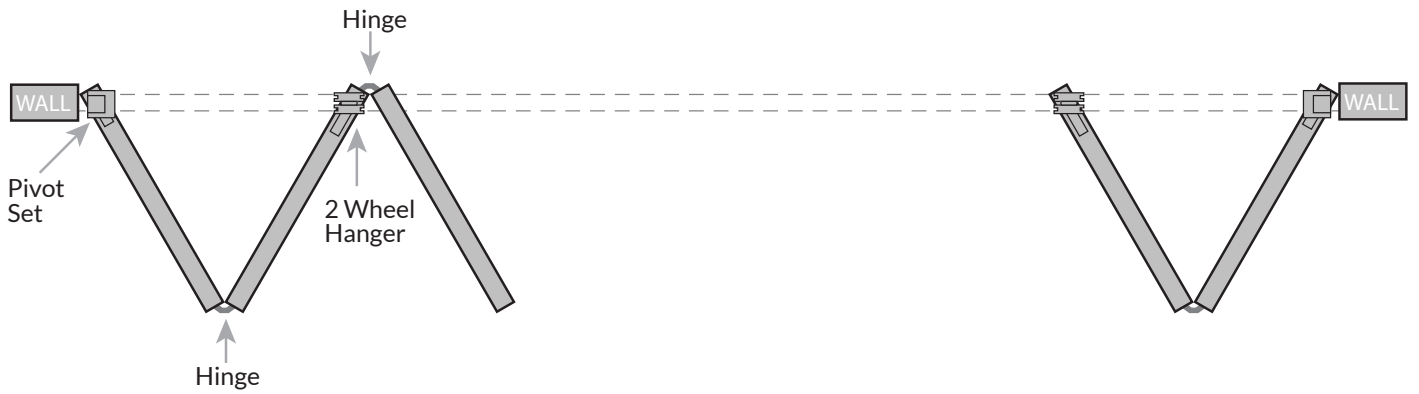 Hinge
WALL
WALL
Pivot
Set
2 Wheel
Hanger
Hinge